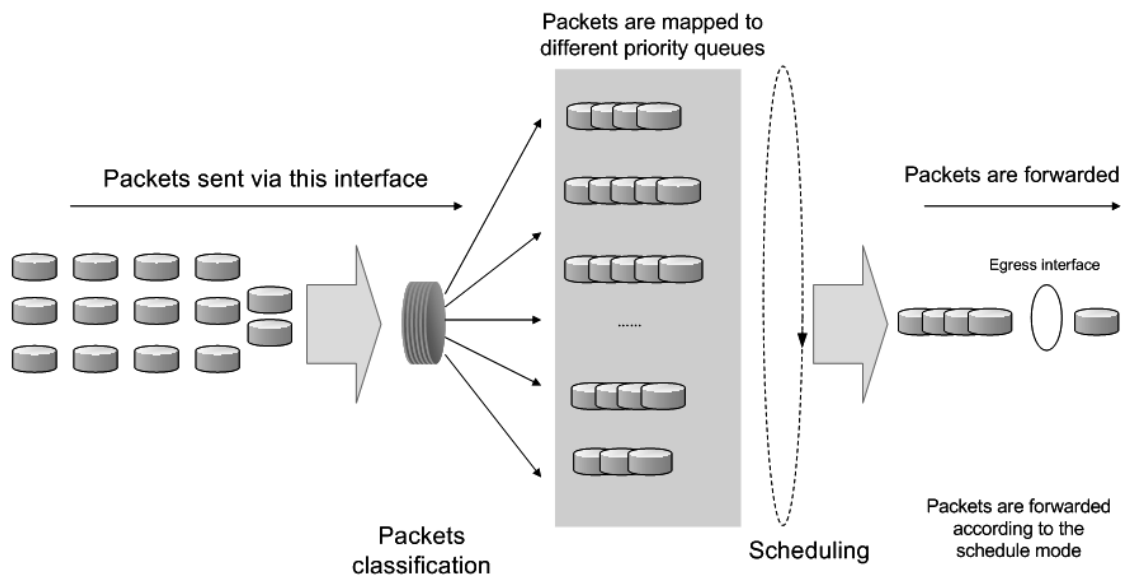 Packets are mapped to
different priority queues
Packets sent via this interface
Packets are forwarded
Egress interface
......
Packets
classification
Scheduling
Packets are forwarded
according to the
schedule mode